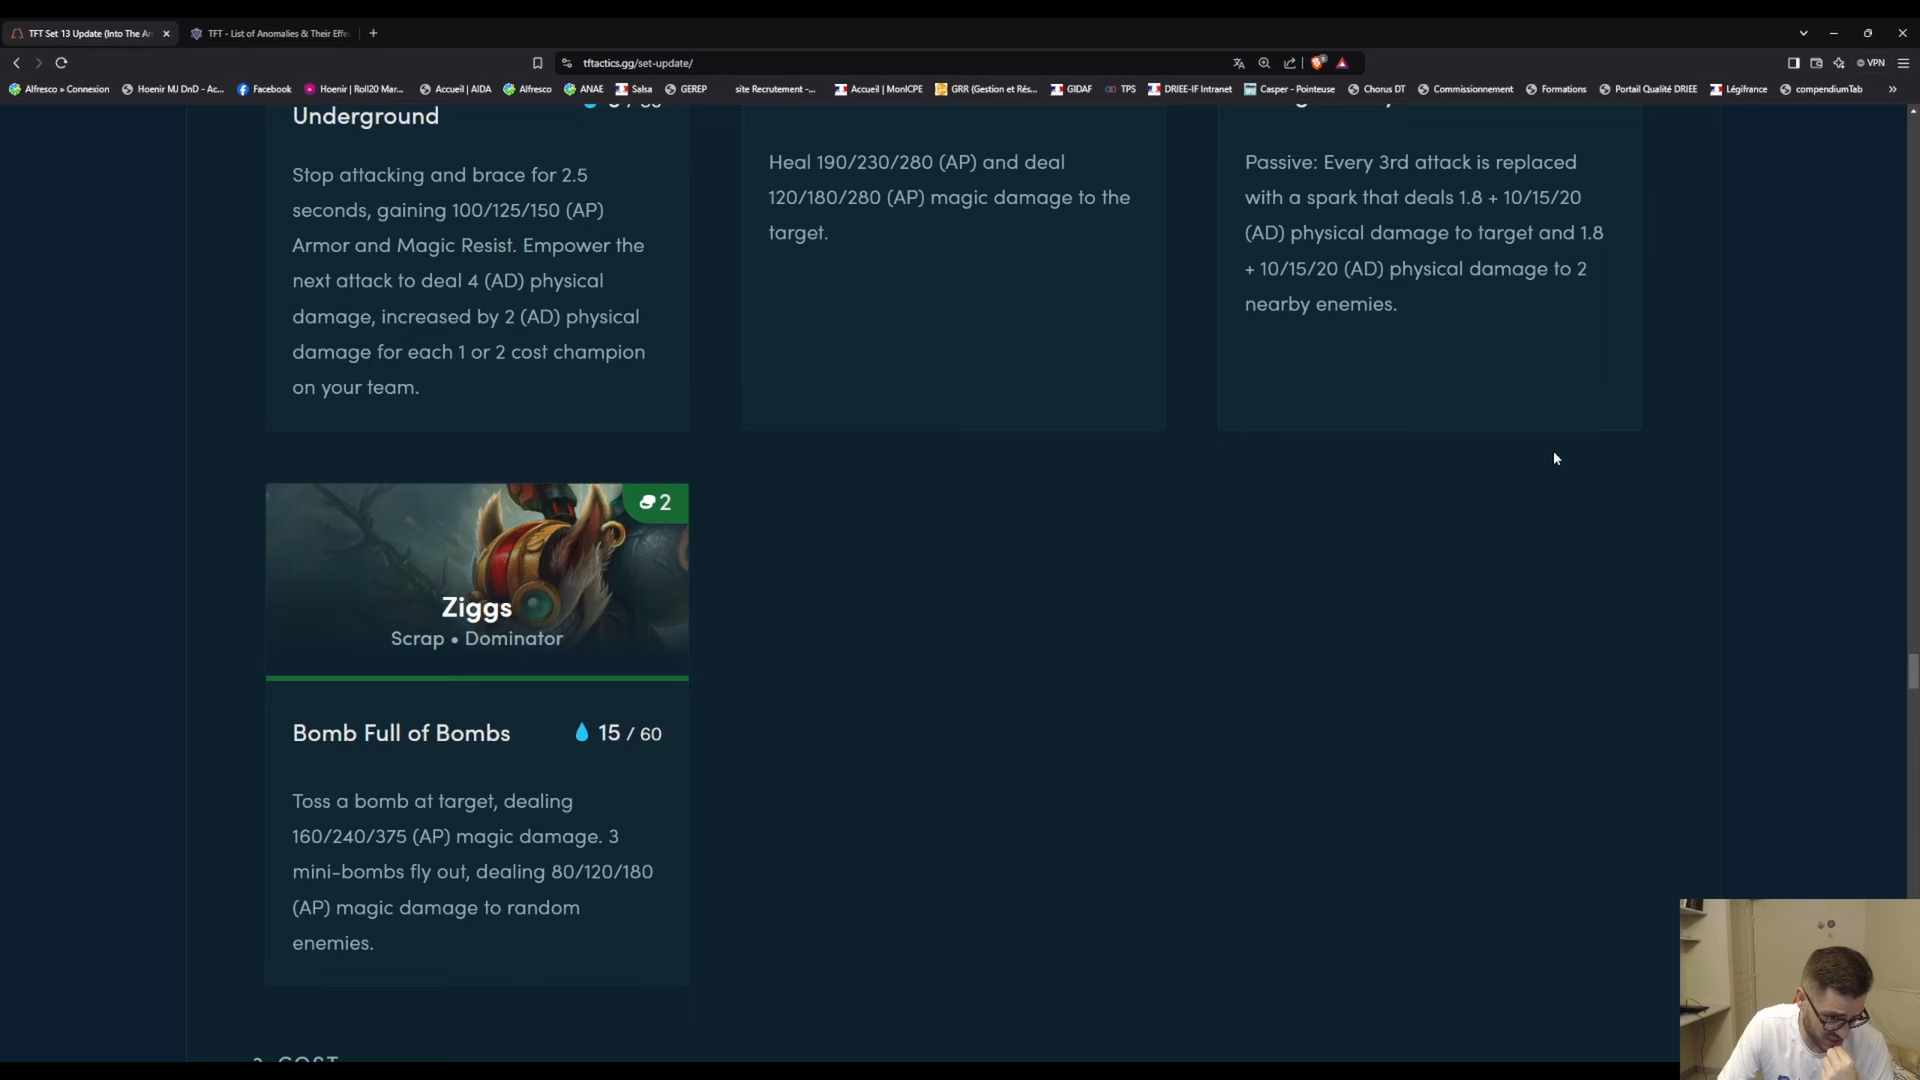 TFT Set 13 Update (Into The Ar
TFT - List of Anomalies & Their Effe
tftactics.gg/set-update/
VPN
Alfresco » Connexion
Hoenir MJ DnD - Ac...
Facebook
Hoenir | Roll20 Mar...
Accueil | AIDA
Alfresco
ANAE
Salsa
GEREP
site Recrutement -...
Accueil | MonICPE
GRR (Gestion et Rés...
GIDAF
TPS
DRIEE-IF Intranet
Casper - Pointeuse
Chorus DT
Commissionnement
Formations
Portail Qualité DRIEE
Légifrance
compendiumTab
»
Underground
Stop attacking and brace for 2.5
seconds, gaining 100/125/150 (AP)
Armor and Magic Resist. Empower the
next attack to deal 4 (AD) physical
damage, increased by 2 (AD) physical
damage for each 1 or 2 cost champion
on your team.
Heal 190/230/280 (AP) and deal
120/180/280 (AP) magic damage to the
target.
Passive: Every 3rd attack is replaced
with a spark that deals 1.8 + 10/15/20
(AD) physical damage to target and 1.8
+ 10/15/20 (AD) physical damage to 2
nearby enemies.
2
Ziggs
Scrap • Dominator
Bomb Full of Bombs
15 / 60
Toss a bomb at target, dealing
160/240/375 (AP) magic damage. 3
mini-bombs fly out, dealing 80/120/180
(AP) magic damage to random
enemies.
COST